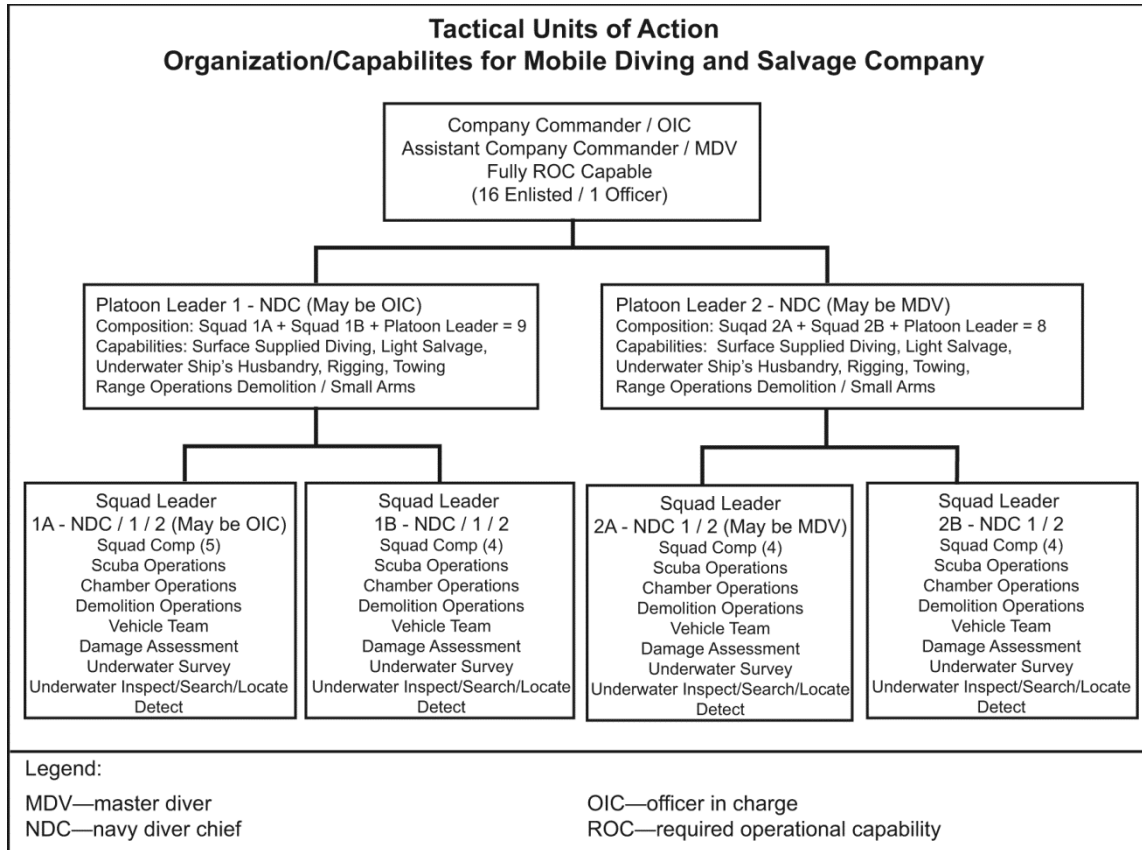 Tactical Units of Action
Organization/Capabilites for Mobile Diving and Salvage Company
Company Commander / OIC
Assistant Company Commander / MDV
Fully ROC Capable
(16 Enlisted / 1 Officer)
Platoon Leader 1 - NDC (May be OIC)
Composition: Squad 1A + Squad 1B + Platoon Leader = 9
Capabilities: Surface Supplied Diving, Light Salvage,
Underwater Ship's Husbandry, Rigging, Towing
Range Operations Demolition / Small Arms
Platoon Leader 2 - NDC (May be MDV)
Composition: Suqad 2A + Squad 2B + Platoon Leader = 8
Capabilities: Surface Supplied Diving, Light Salvage,
Underwater Ship's Husbandry, Rigging, Towing,
Range Operations Demolition / Small Arms
Squad Leader
1A - NDC / 1 / 2 (May be OIC)
Squad Comp (5)
Scuba Operations
Chamber Operations
Demolition Operations
Vehicle Team
Damage Assessment
Underwater Survey
Underwater Inspect/Search/Locate
Detect
Squad Leader
1B - NDC / 1 / 2
Squad Comp (4)
Scuba Operations
Chamber Operations
Demolition Operations
Vehicle Team
Damage Assessment
Underwater Survey
Underwater Inspect/Search/Locate
Detect
Squad Leader
2A - NDC 1 / 2 (May be MDV)
Squad Comp (4)
Scuba Operations
Chamber Operations
Demolition Operations
Vehicle Team
Damage Assessment
Underwater Survey
Underwater Inspect/Search/Locate
Detect
Squad Leader
2B - NDC 1 / 2
Squad Comp (4)
Scuba Operations
Chamber Operations
Demolition Operations
Vehicle Team
Damage Assessment
Underwater Survey
Underwater Inspect/Search/Locate
Detect
Legend:
MDV—master diver
NDC—navy diver chief
OIC—officer in charge
ROC—required operational capability